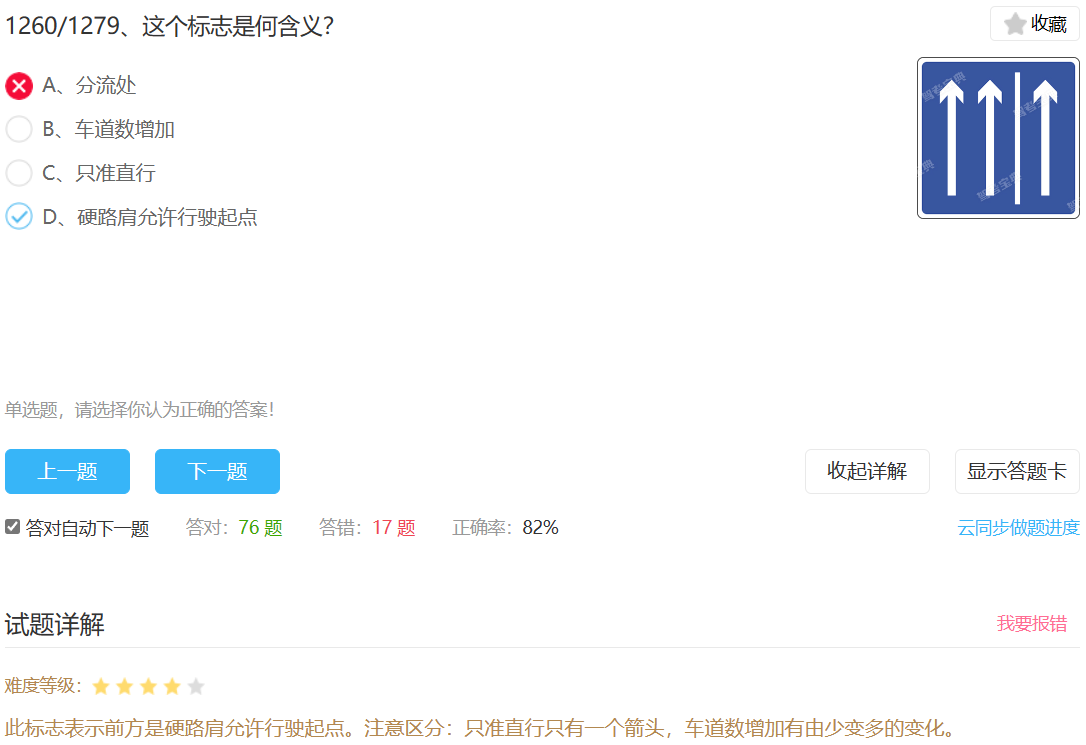 1260/1279、这个标志是何含义？
收藏
A、分流处
B、车道数增加
C、只准直行
D、硬路肩允许行驶起点
驾考宝典
单选题，请选择你认为正确的答案！
上一题
下一题
收起详解
显示答题卡
答对自动下一题
答对：76 题
答错：17 题
正确率：82%
云同步做题进度
试题详解
我要报错
难度等级：
此标志表示前方是硬路肩允许行驶起点。注意区分：只准直行只有一个箭头，车道数增加有由少变多的变化。